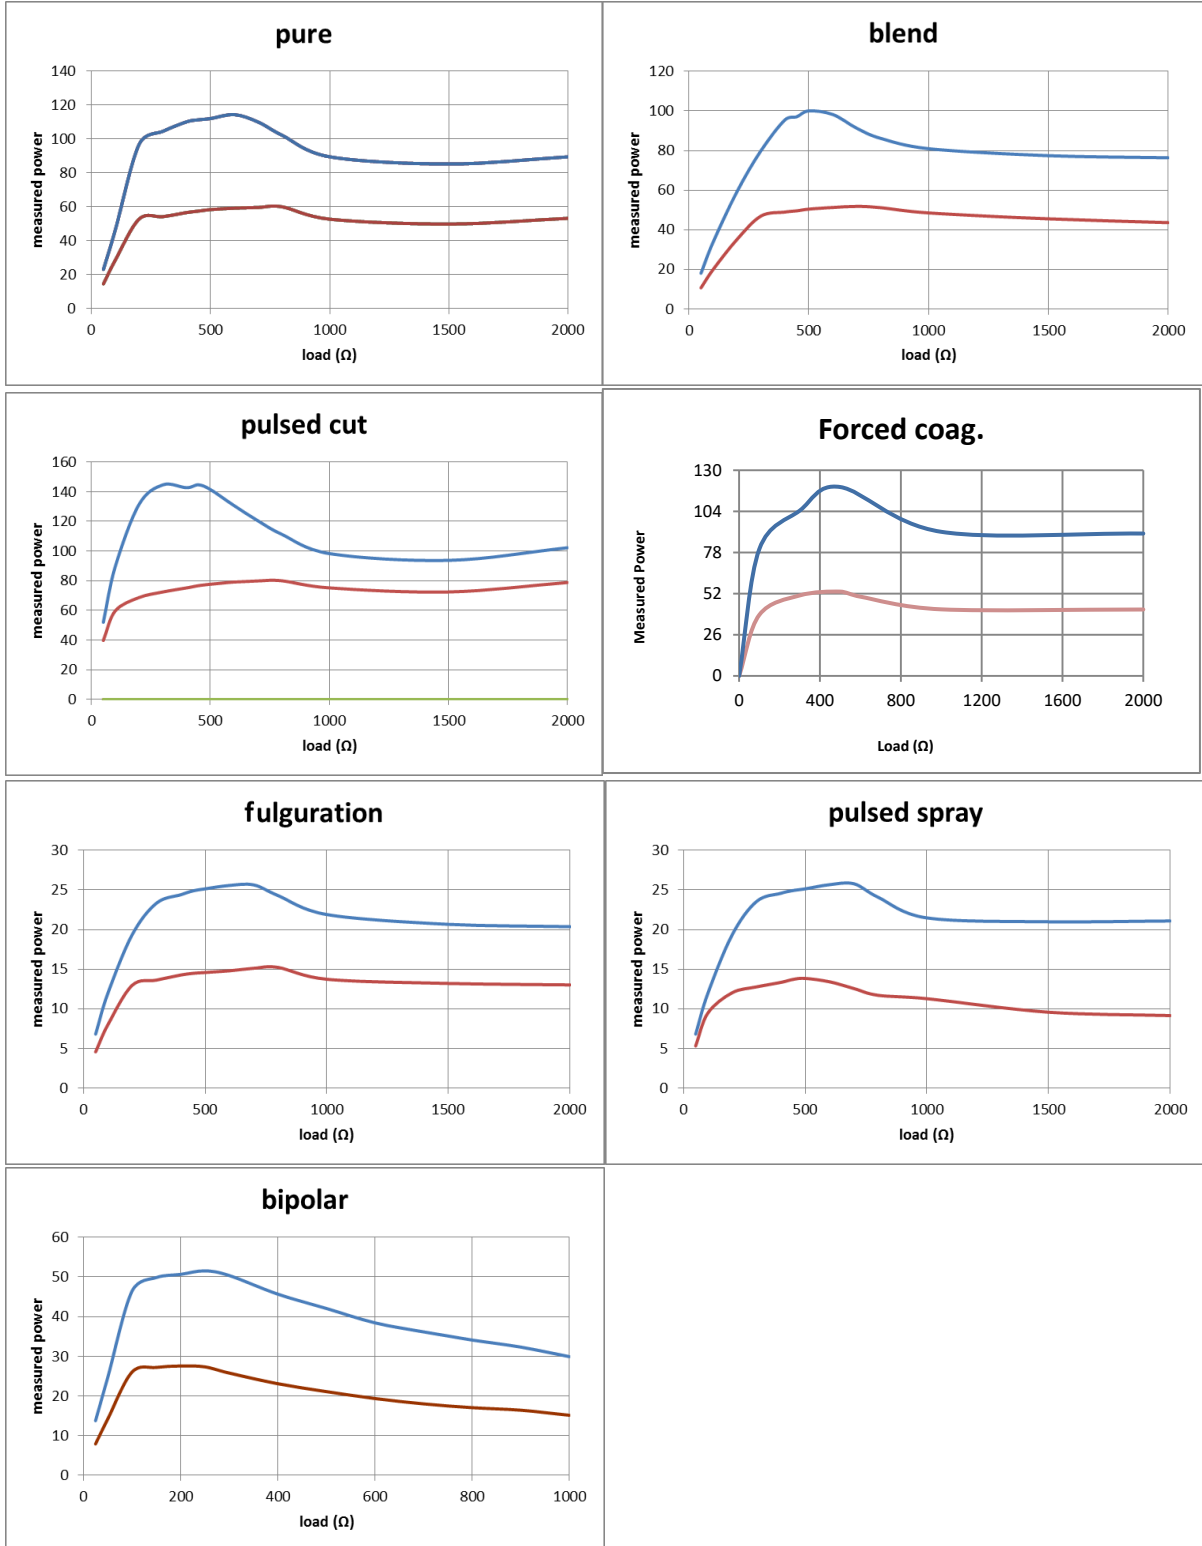 pure
measured power
140
120
100
80
60
40
20
0
0 500 1000 1500 2000
load (Ω)
blend
measured power
120
100
80
60
40
20
0
0 500 1000 1500 2000
load (Ω)
pulsed cut
measured power
160
140
120
100
80
60
40
20
0
0 500 1000 1500 2000
load (Ω)
Forced coag.
Measured Power
130
104
78
52
26
0
0 400 800 1200 1600 2000
Load (Ω)
fulguration
measured power
30
25
20
15
10
5
0
0 500 1000 1500 2000
load (Ω)
pulsed spray
measured power
30
25
20
15
10
5
0
0 500 1000 1500 2000
load (Ω)
bipolar
measured power
60
50
40
30
20
10
0
0 200 400 600 800 1000
load (Ω)